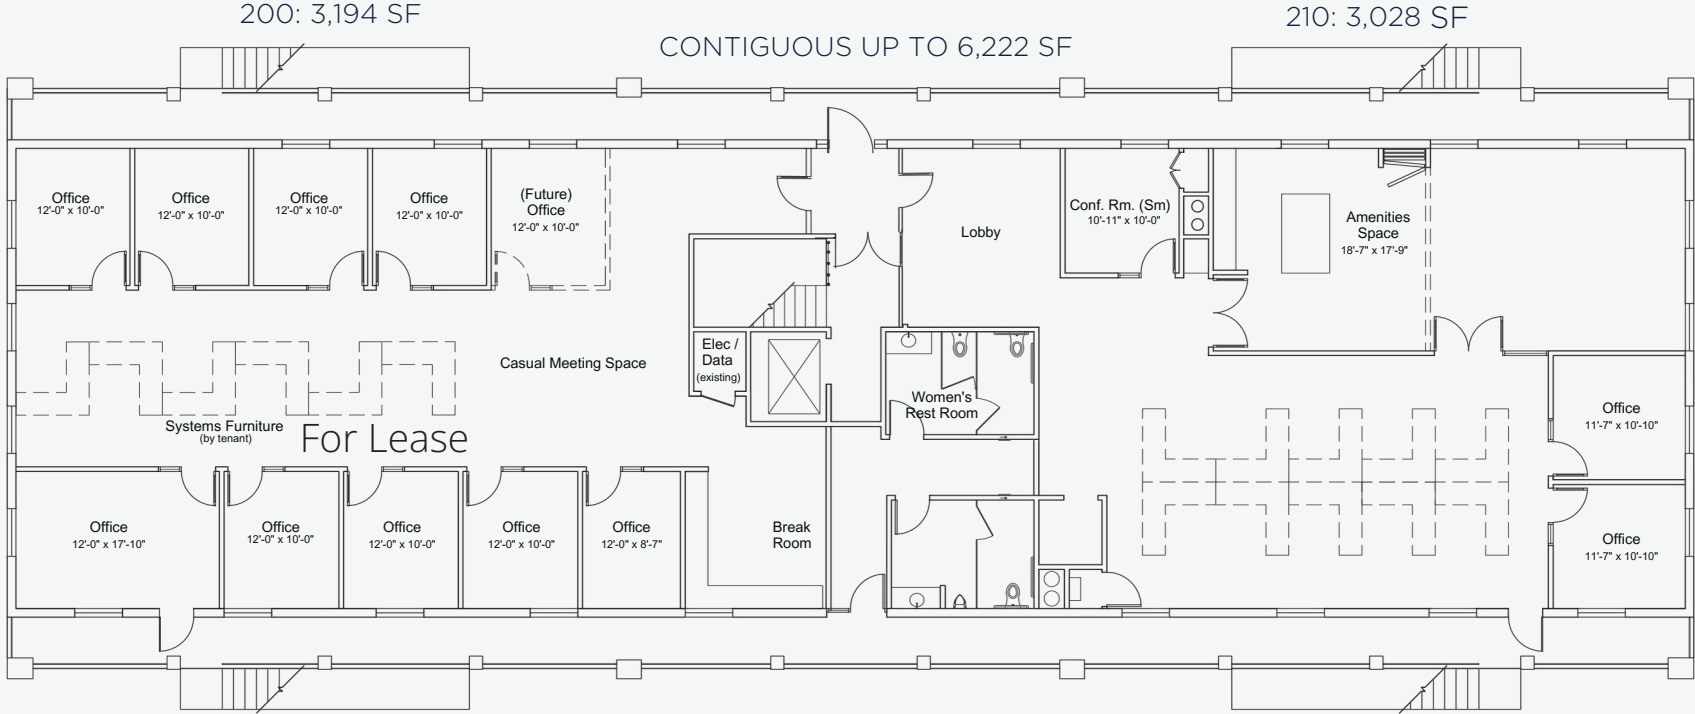 200: 3,194 SF
210: 3,028 SF
CONTIGUOUS UP TO 6,222 SF
Office
12'-0" x 10'-0"
Office
12'-0" x 10'-0"
Office
12'-0" x 10'-0"
Office
12'-0" x 10'-0"
(Future)
Office
12'-0" x 10'-0"
Lobby
Conf. Rm. (Sm)
10'-11" x 10'-0"
Amenities
Space
18'-7" x 17'-9"
Casual Meeting Space
Elec /
Data
(existing)
Women's
Rest Room
Systems Furniture
(by tenant)
For Lease
Office
11'-7" x 10'-10"
Office
12'-0" x 17'-10"
Office
12'-0" x 10'-0"
Office
12'-0" x 10'-0"
Office
12'-0" x 10'-0"
Office
12'-0" x 8'-7"
Break
Room
Office
11'-7" x 10'-10"